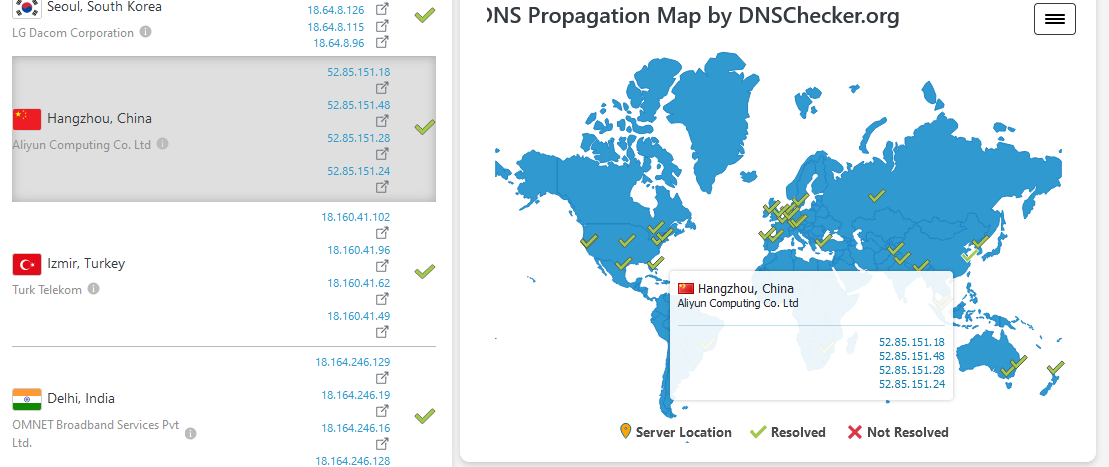 Seoul, South Korea
LG Dacom Corporation
18.64.8.126
18.64.8.115
18.64.8.96
Hangzhou, China
Aliyun Computing Co. Ltd
52.85.151.18
52.85.151.48
52.85.151.28
52.85.151.24
Izmir, Turkey
Turk Telekom
18.160.41.102
18.160.41.96
18.160.41.62
18.160.41.49
Delhi, India
OMNET Broadband Services Pvt
Ltd.
18.164.246.129
18.164.246.19
18.164.246.16
18.164.246.128
DNS Propagation Map by DNSChecker.org
Hangzhou, China
Aliyun Computing Co. Ltd
52.85.151.18
52.85.151.48
52.85.151.28
52.85.151.24
Server Location
Resolved
Not Resolved